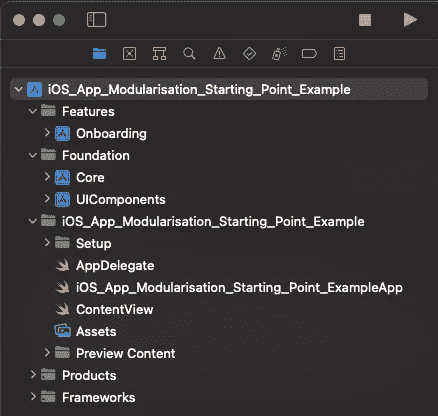 iOS_App_Modularisation_Starting_Point_Example
Features
Onboarding
Foundation
Core
UIComponents
iOS_App_Modularisation_Starting_Point_Example
Setup
AppDelegate
iOS_App_Modularisation_Starting_Point_ExampleApp
ContentView
Assets
Preview Content
Products
Frameworks